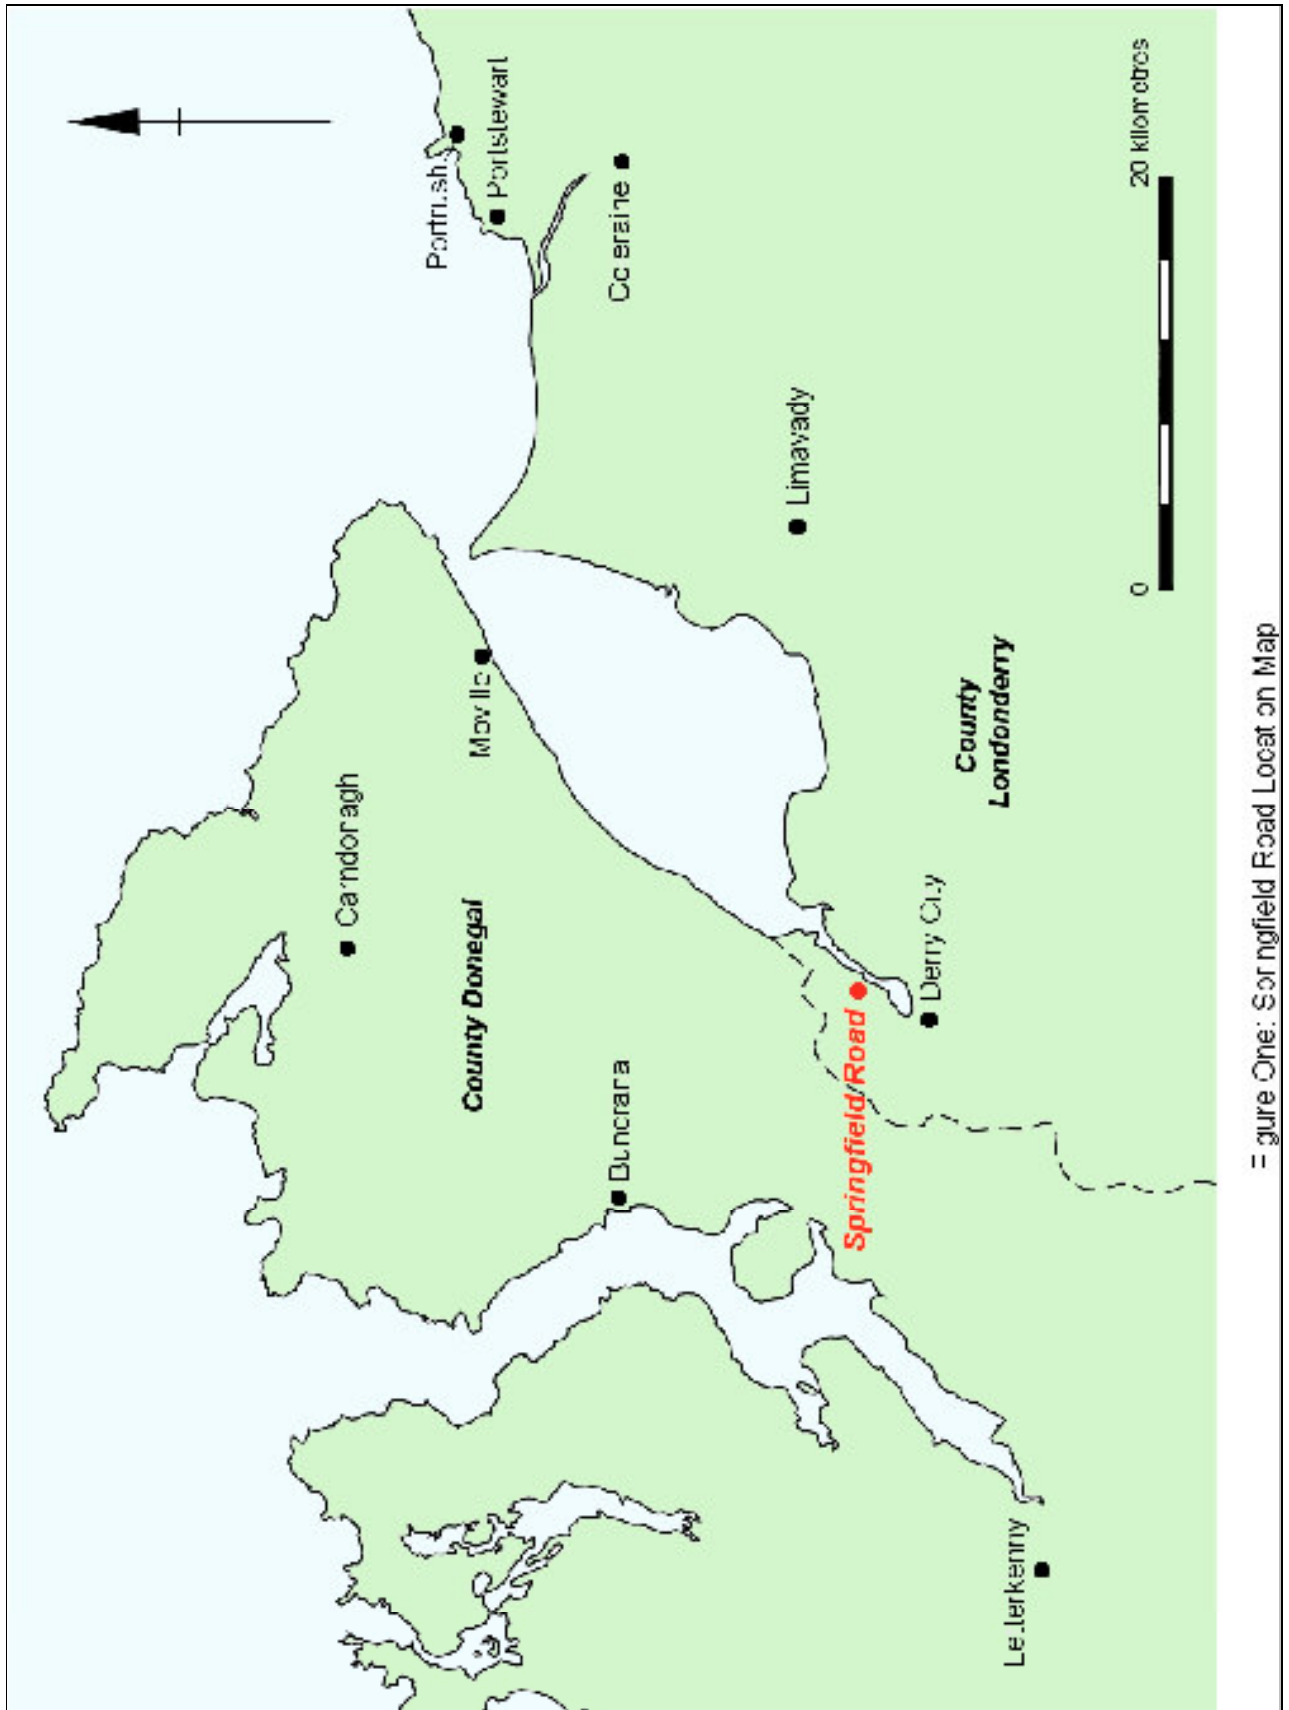 Portrush
Portstewart
Coleraine
20 kilometres
0
Limavady
Moville
Carndonagh
County Donegal
County
Londonderry
Derry City
Springfield Road
Buncrana
Letterkenny
Figure One: Springfield Road Location Map